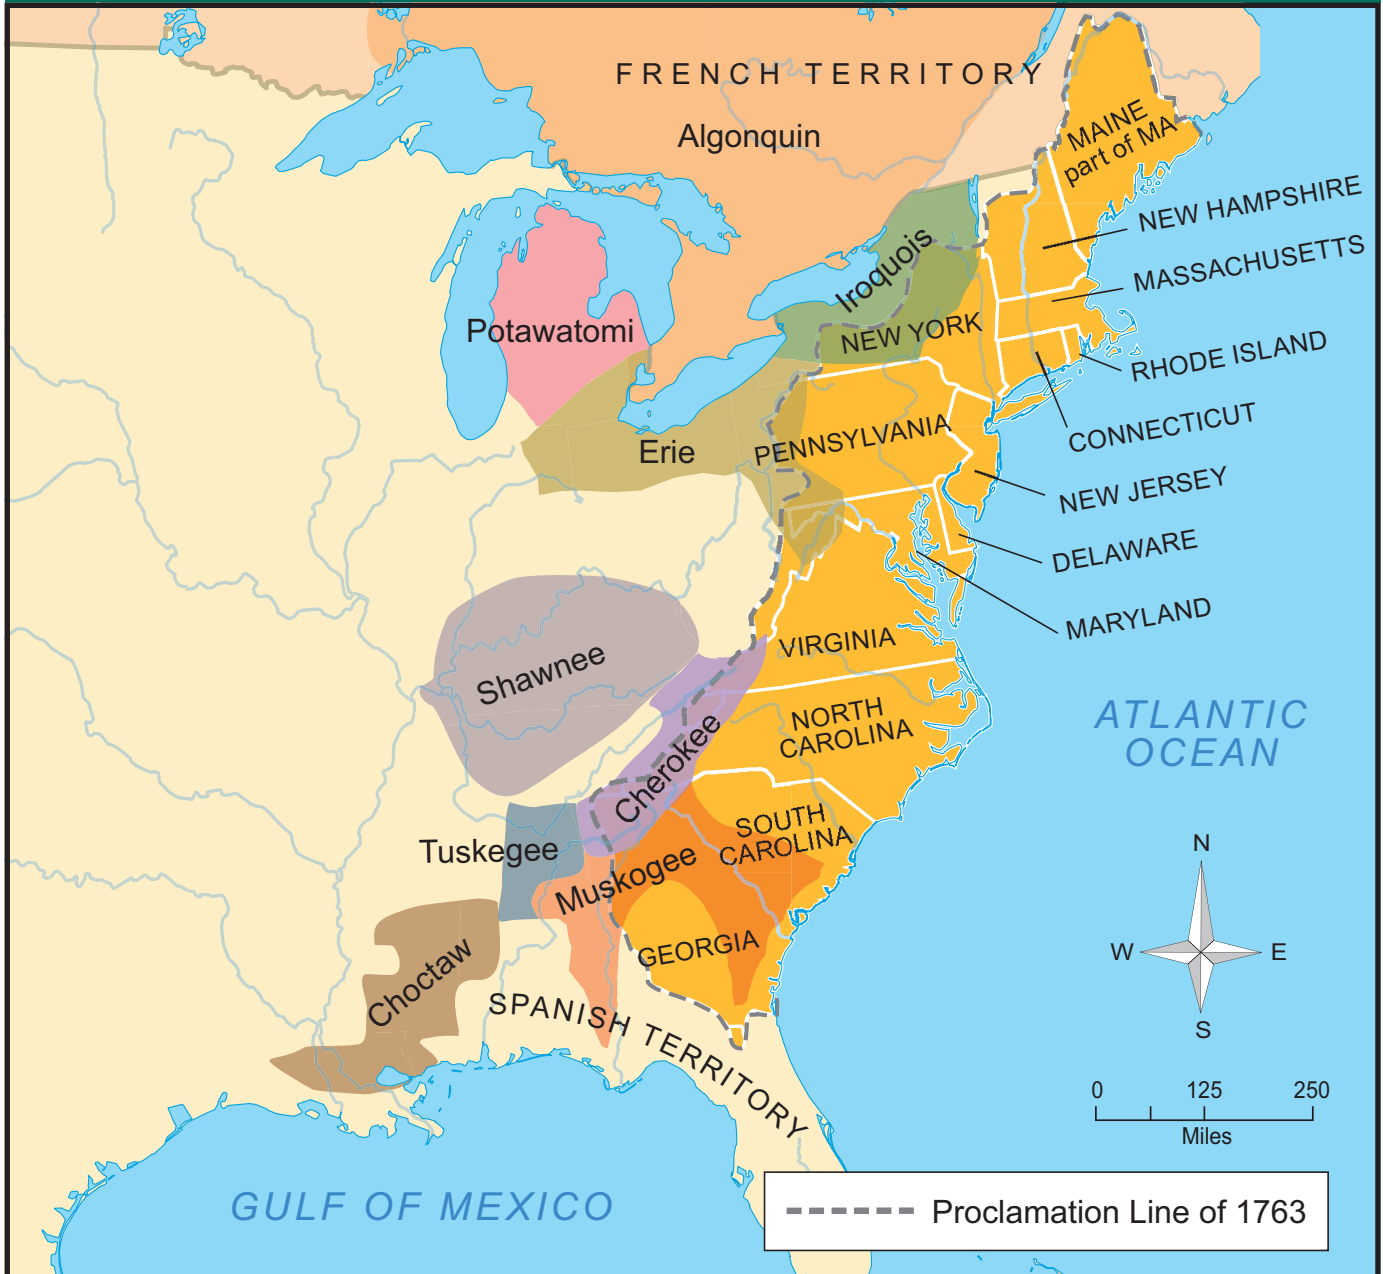 FRENCH TERRITORY
Algonquin
MAINE
part of MA
NEW HAMPSHIRE
MASSACHUSETTS
Iroquois
NEW YORK
RHODE ISLAND
Potawatomi
CONNECTICUT
Erie
PENNSYLVANIA
NEW JERSEY
DELAWARE
MARYLAND
VIRGINIA
Shawnee
NORTH
CAROLINA
ATLANTIC
OCEAN
Cherokee
SOUTH
CAROLINA
Tuskegee
Muskogee
GEORGIA
Choctaw
SPANISH TERRITORY
N
W
E
S
0 125 250
Miles
GULF OF MEXICO
Proclamation Line of 1763